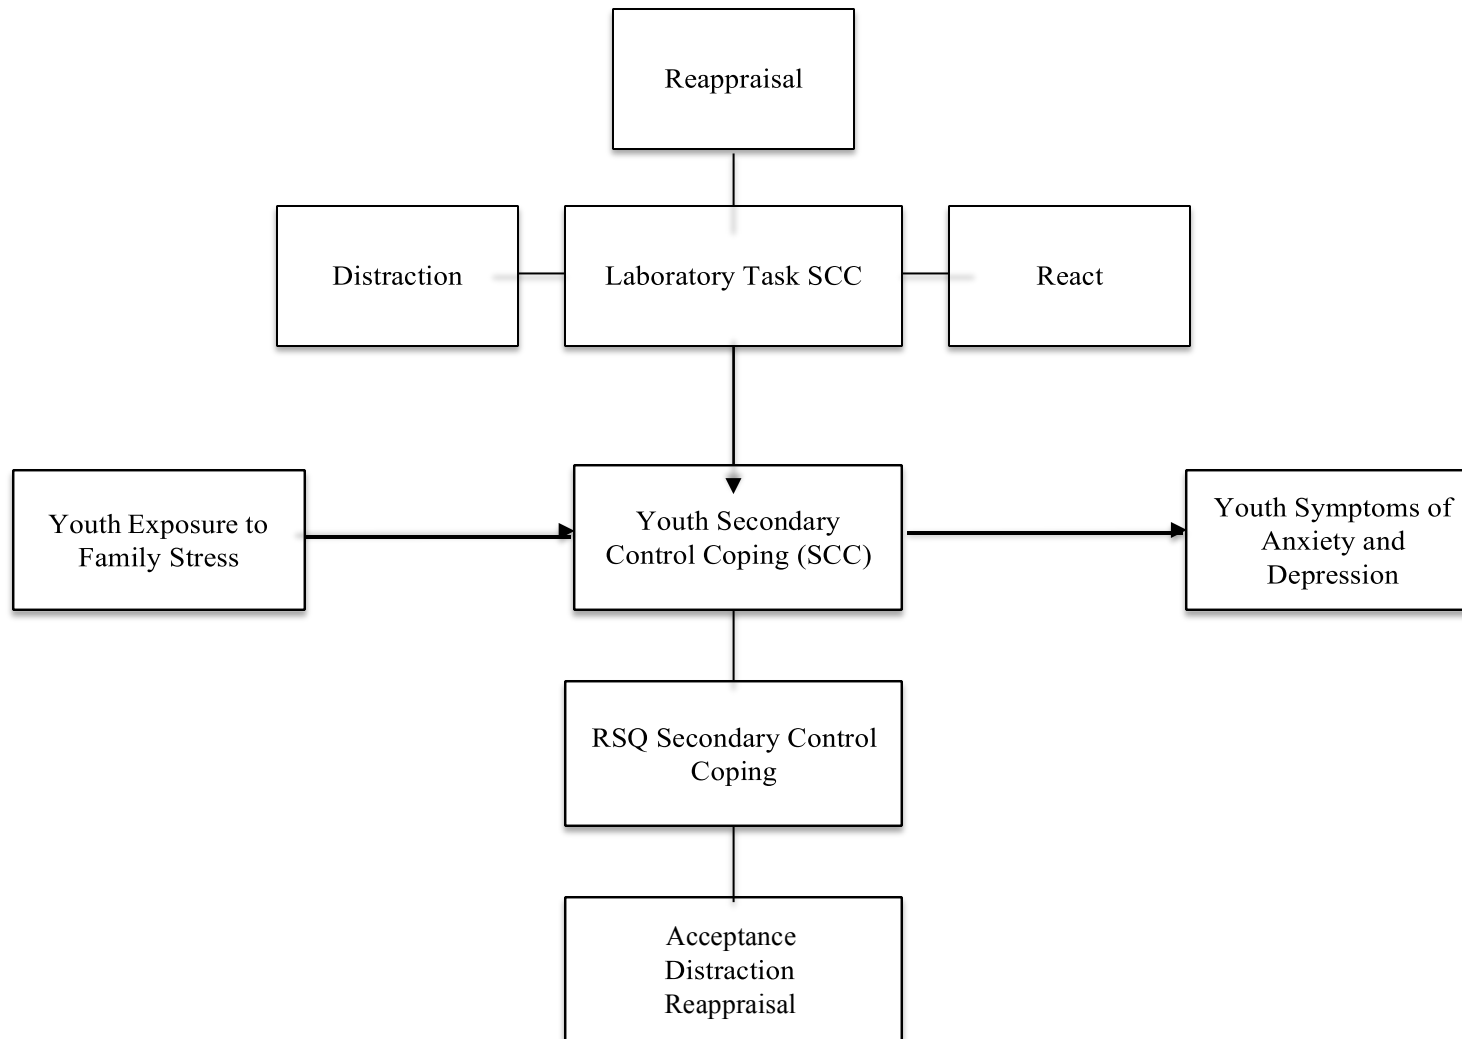 Reappraisal
Distraction
Laboratory Task SCC
React
Youth Exposure to
Family Stress
Youth Secondary
Control Coping (SCC)
Youth Symptoms of
Anxiety and
Depression
RSQ Secondary Control
Coping
Acceptance
Distraction
Reappraisal